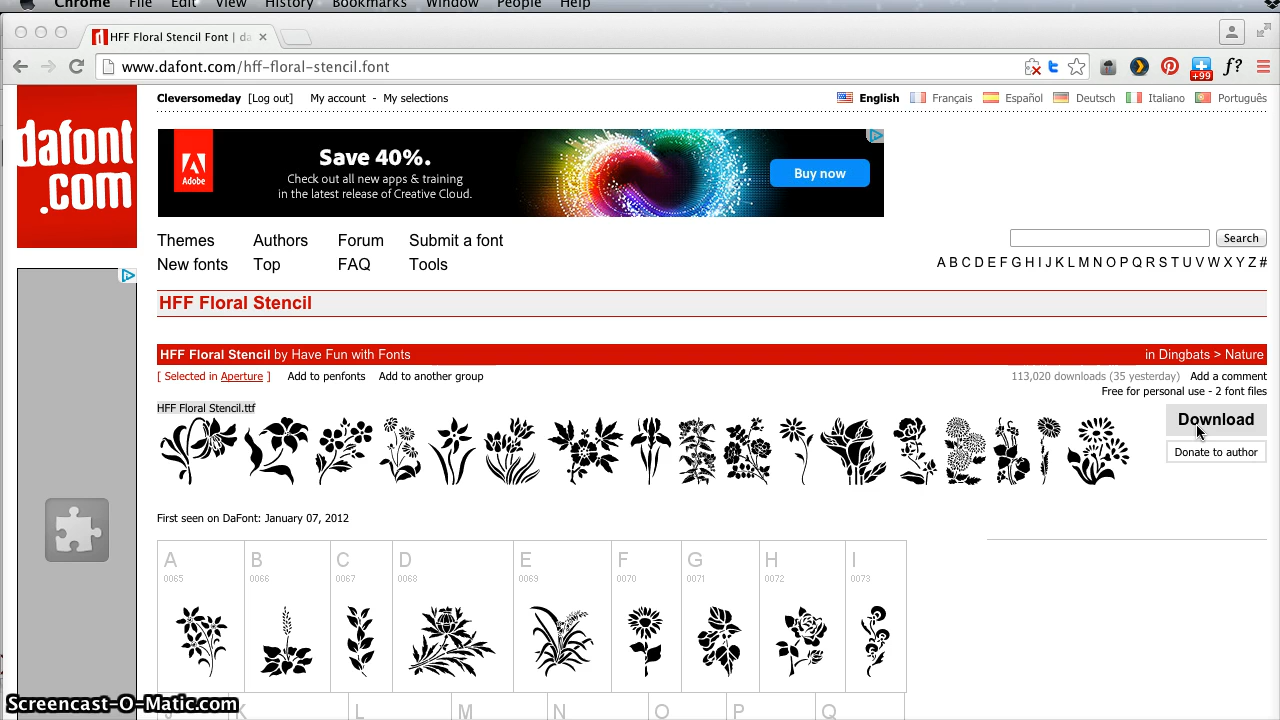 Chrome File Edit View History Bookmarks Window People Help
HFF Floral Stencil Font | da
www.dafont.com/hff-floral-stencil.font
+99
f?
dafont
.com
Cleversomeday [Log out] My account - My selections
English Français Español Deutsch Italiano Português
Adobe
Save 40%.
Check out all new apps & training
in the latest release of Creative Cloud.
Buy now
Themes Authors Forum Submit a font
Search
New fonts Top FAQ Tools
A B C D E F G H I J K L M N O P Q R S T U V W X Y Z #
HFF Floral Stencil
HFF Floral Stencil by Have Fun with Fonts
in Dingbats > Nature
[ Selected in Aperture ] Add to penfonts Add to another group
113,020 downloads (35 yesterday) Add a comment
Free for personal use - 2 font files
HFF Floral Stencil.ttf
Download
Donate to author
First seen on DaFont: January 07, 2012
A B C D E F G H I
0065 0066 0067 0068 0069 0070 0071 0072 0073
J K L M N O P Q
Screencast-O-Matic.com